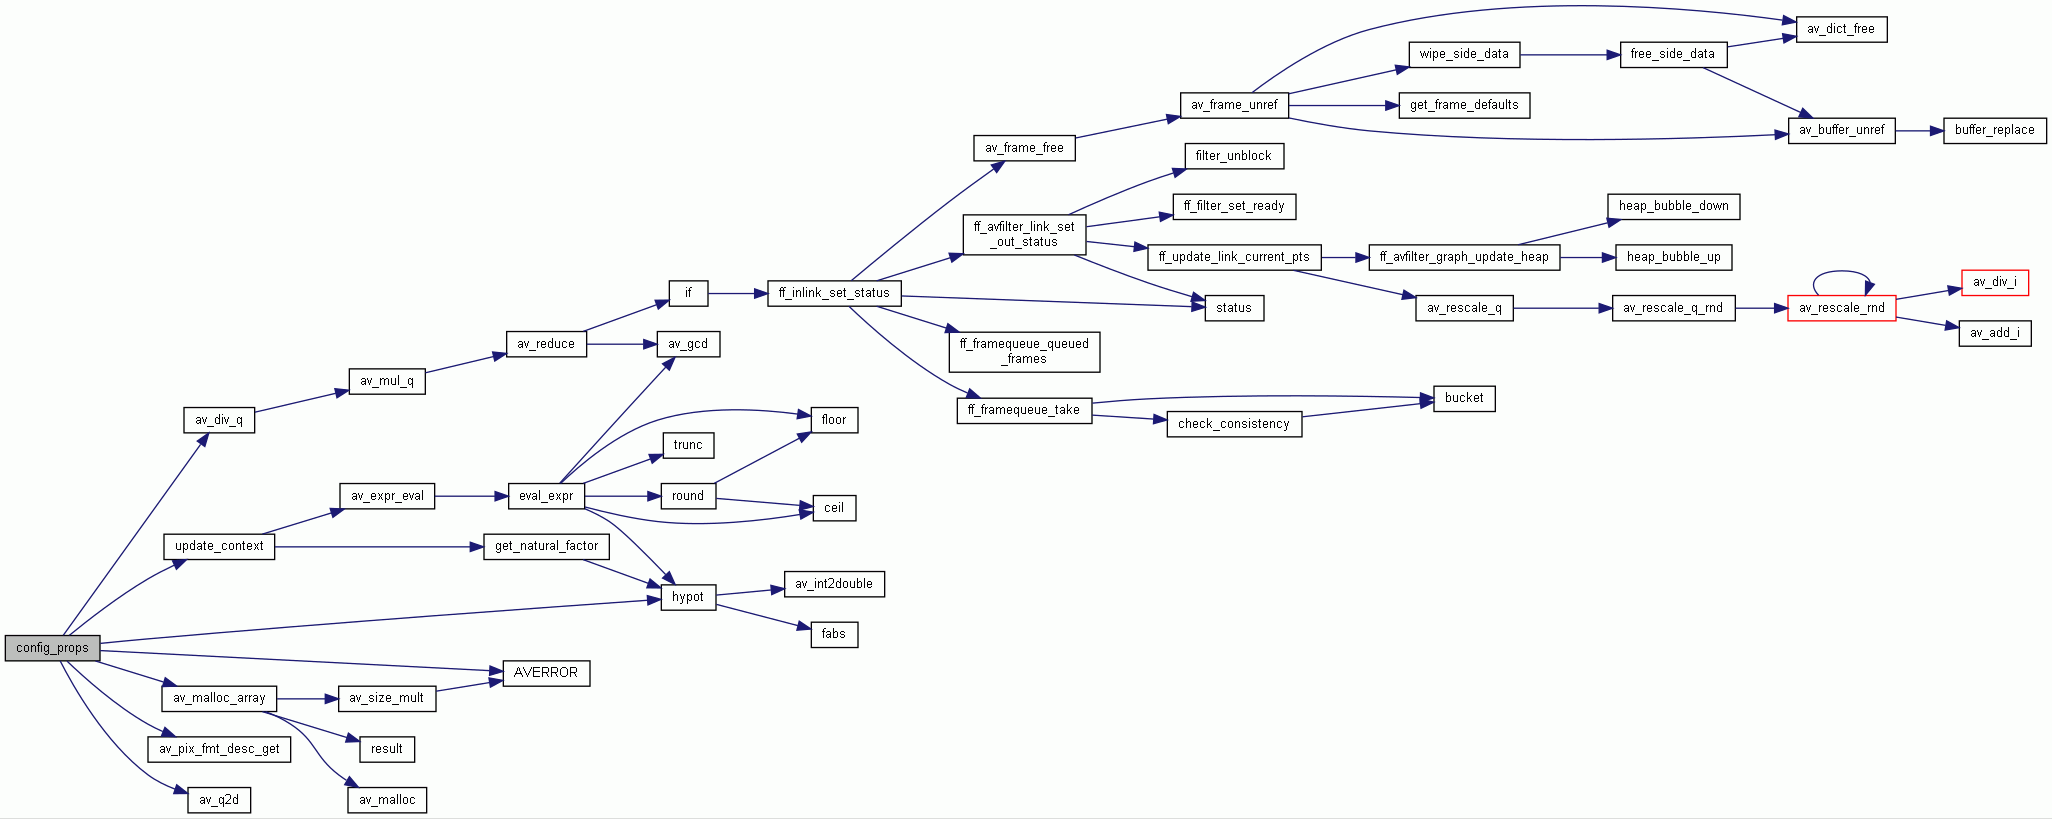 av_dict_free
wipe_side_data
free_side_data
av_frame_unref
get_frame_defaults
av_buffer_unref
buffer_replace
av_frame_free
filter_unblock
ff_filter_set_ready
heap_bubble_down
ff_avfilter_link_set
_out_status
ff_update_link_current_pts
ff_avfilter_graph_update_heap
heap_bubble_up
if
ff_inlink_set_status
status
av_rescale_q
av_rescale_q_rnd
av_rescale_rnd
av_div_i
av_add_i
av_reduce
av_gcd
ff_framequeue_queued
_frames
av_mul_q
av_div_q
floor
ff_framequeue_take
check_consistency
bucket
trunc
av_expr_eval
eval_expr
round
ceil
update_context
get_natural_factor
hypot
av_int2double
fabs
config_props
AVERROR
av_malloc_array
av_size_mult
av_pix_fmt_desc_get
result
av_q2d
av_malloc